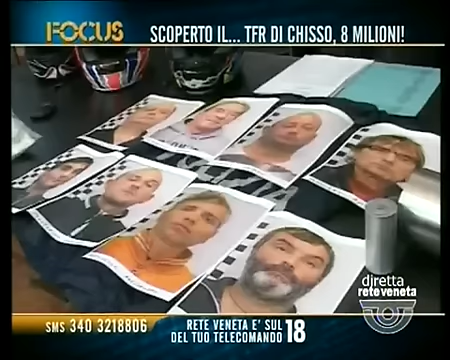 FOCUS
SCOPERTO IL... TFR DI CHISSO, 8 MILIONI!
POLIZIA
diretta
reteveneta
SMS 340 3218806
RETE VENETA E' SUL
DEL TUO TELECOMANDO 18